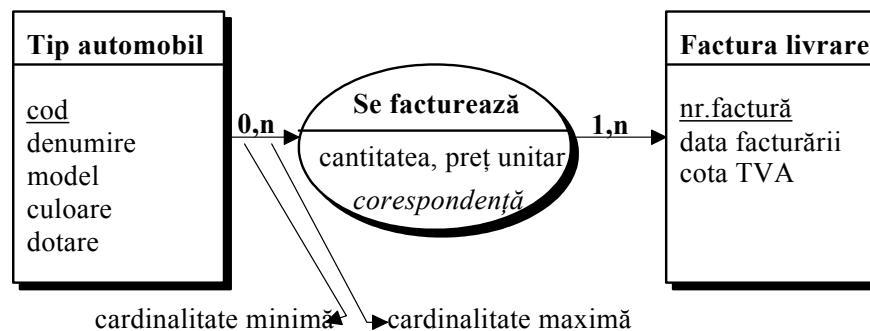 Tip automobil
cod
denumire
model
culoare
dotare
0,n
Se facturează
cantitatea, preț unitar
corespondență
1,n
Factura livrare
nr.factură
data facturării
cota TVA
cardinalitate minimă
cardinalitate maximă